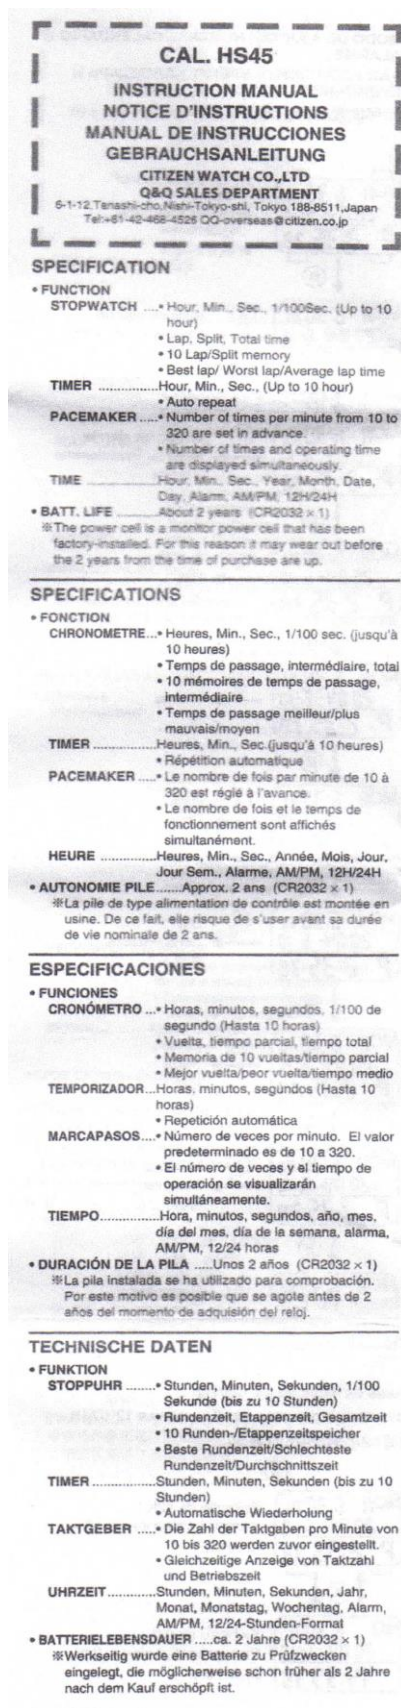 CAL. HS45
INSTRUCTION MANUAL
NOTICE D'INSTRUCTIONS
MANUAL DE INSTRUCCIONES
GEBRAUCHSANLEITUNG
CITIZEN WATCH CO.,LTD
Q&Q SALES DEPARTMENT
6-1-12,Tanashi-cho,Nishi-Tokyo-shi, Tokyo 188-8511,Japan
Tel:+81-42-468-4526 QQ-overseas@citizen.co.jp
SPECIFICATION
• FUNCTION
STOPWATCH ....• Hour, Min., Sec., 1/100Sec. (Up to 10
hour)
• Lap, Split, Total time
• 10 Lap/Split memory
• Best lap/ Worst lap/Average lap time
TIMER ...............Hour, Min., Sec., (Up to 10 hour)
• Auto repeat
PACEMAKER .....• Number of times per minute from 10 to
320 are set in advance.
• Number of times and operating time
are displayed simultaneously.
TIME ..................Hour, Min., Sec., Year, Month, Date,
Day, Alarm, AM/PM, 12H/24H
• BATT. LIFE .........About 2 years (CR2032 × 1)
※The power cell is a monitor power cell that has been
factory-installed. For this reason it may wear out before
the 2 years from the time of purchase are up.
SPECIFICATIONS
• FONCTION
CHRONOMETRE...• Heures, Min., Sec., 1/100 sec. (jusqu'à
10 heures)
• Temps de passage, intermédiaire, total
• 10 mémoires de temps de passage,
intermédiaire
• Temps de passage meilleur/plus
mauvais/moyen
TIMER ...............Heures, Min., Sec.(jusqu'à 10 heures)
• Répétition automatique
PACEMAKER .....• Le nombre de fois par minute de 10 à
320 est réglé à l'avance.
• Le nombre de fois et le temps de
fonctionnement sont affichés
simultanément.
HEURE ..............Heures, Min., Sec., Année, Mois, Jour,
Jour Sem., Alarme, AM/PM, 12H/24H
• AUTONOMIE PILE.......Approx. 2 ans (CR2032 × 1)
※La pile de type alimentation de contrôle est montée en
usine. De ce fait, elle risque de s'user avant sa durée
de vie nominale de 2 ans.
ESPECIFICACIONES
• FUNCIONES
CRONÓMETRO ...• Horas, minutos, segundos, 1/100 de
segundo (Hasta 10 horas)
• Vuelta, tiempo parcial, tiempo total
• Memoria de 10 vueltas/tiempo parcial
• Mejor vuelta/peor vuelta/tiempo medio
TEMPORIZADOR...Horas, minutos, segundos (Hasta 10
horas)
• Repetición automática
MARCAPASOS....• Número de veces por minuto. El valor
predeterminado es de 10 a 320.
• El número de veces y el tiempo de
operación se visualizarán
simultáneamente.
TIEMPO...............Hora, minutos, segundos, año, mes,
día del mes, día de la semana, alarma,
AM/PM, 12/24 horas
• DURACIÓN DE LA PILA .....Unos 2 años (CR2032 × 1)
※La pila instalada se ha utilizado para comprobación.
Por este motivo es posible que se agote antes de 2
años del momento de adquisión del reloj.
TECHNISCHE DATEN
• FUNKTION
STOPPUHR ........• Stunden, Minuten, Sekunden, 1/100
Sekunde (bis zu 10 Stunden)
• Rundenzeit, Etappenzeit, Gesamtzeit
• 10 Runden-/Etappenzeitspeicher
• Beste Rundenzeit/Schlechteste
Rundenzeit/Durchschnittszeit
TIMER ................Stunden, Minuten, Sekunden (bis zu 10
Stunden)
• Automatische Wiederholung
TAKTGEBER .....• Die Zahl der Taktgaben pro Minute von
10 bis 320 werden zuvor eingestellt.
• Gleichzeitige Anzeige von Taktzahl
und Betriebszeit
UHRZEIT.............Stunden, Minuten, Sekunden, Jahr,
Monat, Monatstag, Wochentag, Alarm,
AM/PM, 12/24-Stunden-Format
• BATTERIELEBENSDAUER .....ca. 2 Jahre (CR2032 × 1)
※Werkseitig wurde eine Batterie zu Prüfzwecken
eingelegt, die möglicherweise schon früher als 2 Jahre
nach dem Kauf erschöpft ist.